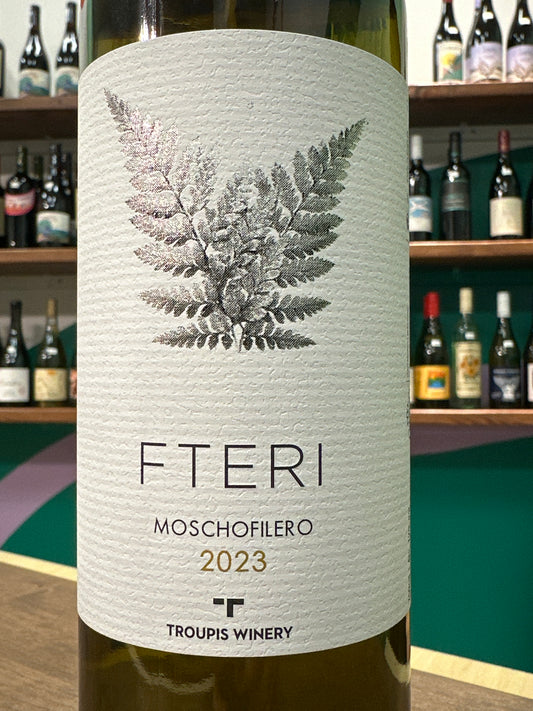 FTERI
MOSCHOFILERO
2023
TROUPIS WINERY